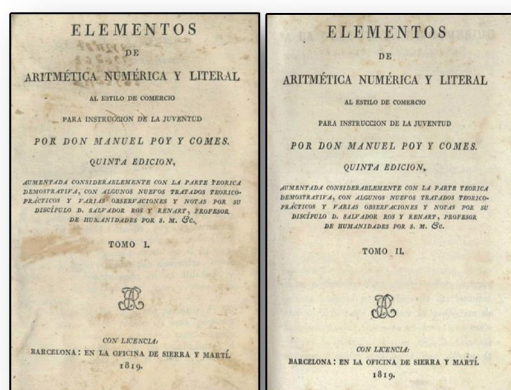 ELEMENTOS
DE
ARITMÉTICA NUMÉRICA Y LITERAL
AL ESTILO DE COMERCIO
PARA INSTRUCCION DE LA JUVENTUD
POR DON MANUEL POY Y COMES.
QUINTA EDICION,
AUMENTADA CONSIDERABLEMENTE CON LA PARTE TEORICA
DEMOSTRATIVA, CON ALGUNOS NUEVOS TRATADOS TEORICO-
PRÁCTICOS Y VARIAS OBSERVACIONES Y NOTAS POR SU
DISCÍPULO D. SALVADOR ROS Y RENART, PROFESOR
DE HUMANIDADES POR S. M. &c.
TOMO I.
CON LICENCIA:
BARCELONA: EN LA OFICINA DE SIERRA Y MARTÍ.
1819.
ELEMENTOS
DE
ARITMÉTICA NUMÉRICA Y LITERAL
AL ESTILO DE COMERCIO
PARA INSTRUCCION DE LA JUVENTUD
POR DON MANUEL POY Y COMES.
QUINTA EDICION,
AUMENTADA CONSIDERABLEMENTE CON LA PARTE TEORICA
DEMOSTRATIVA, CON ALGUNOS NUEVOS TRATADOS TEORICO-
PRÁCTICOS Y VARIAS OBSERVACIONES Y NOTAS POR SU
DISCÍPULO D. SALVADOR ROS Y RENART, PROFESOR
DE HUMANIDADES POR S. M. &c.
TOMO II.
CON LICENCIA:
BARCELONA: EN LA OFICINA DE SIERRA Y MARTÍ.
1819.